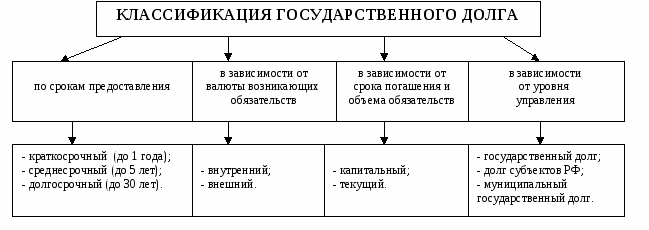 КЛАССИФИКАЦИЯ ГОСУДАРСТВЕННОГО ДОЛГА
по срокам предоставления
в зависимости от
валюты возникающих
обязательств
в зависимости от
срока погашения и
объема обязательств
в зависимости
от уровня
управления
- краткосрочный (до 1 года);
- среднесрочный (до 5 лет);
- долгосрочный (до 30 лет).
- внутренний;
- внешний.
- капитальный;
- текущий.
- государственный долг;
- долг субъектов РФ;
- муниципальный
государственный долг.